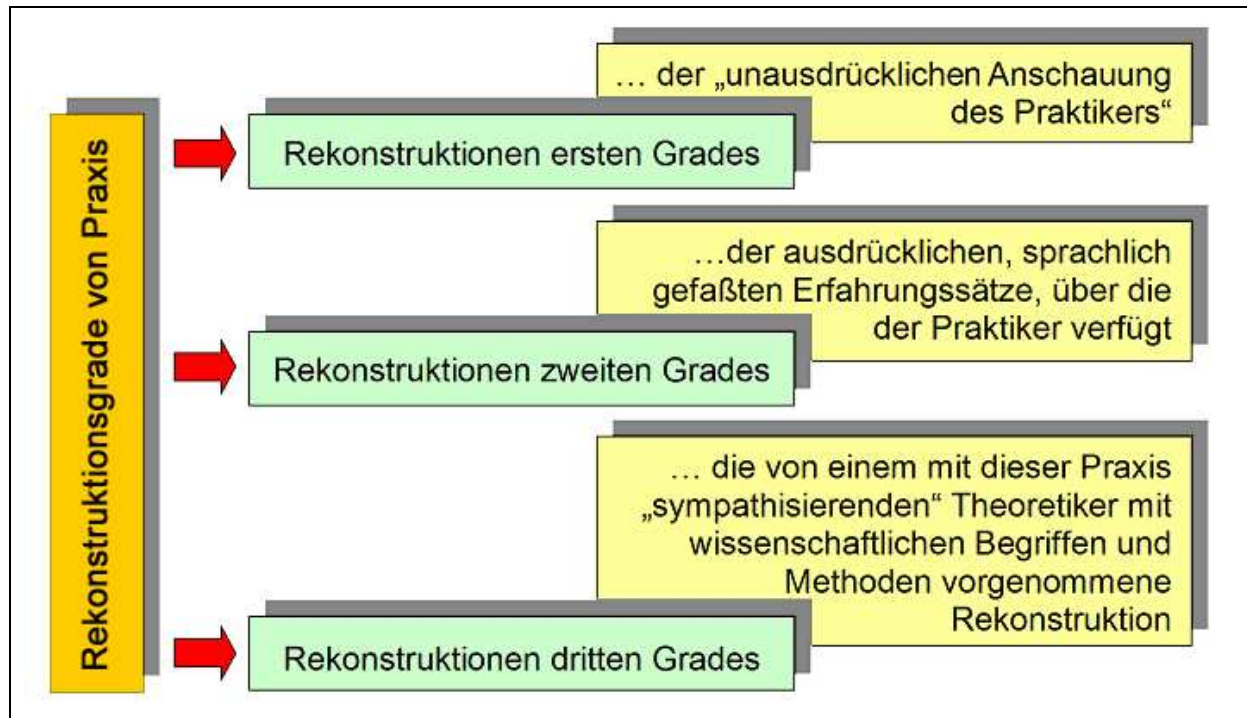 Rekonstruktionsgrade von Praxis
… der „unausdrücklichen Anschauung
des Praktikers“
Rekonstruktionen ersten Grades
…der ausdrücklichen, sprachlich
gefaßten Erfahrungssätze, über die
der Praktiker verfügt
Rekonstruktionen zweiten Grades
… die von einem mit dieser Praxis
„sympathisierenden“ Theoretiker mit
wissenschaftlichen Begriffen und
Methoden vorgenommene
Rekonstruktion
Rekonstruktionen dritten Grades